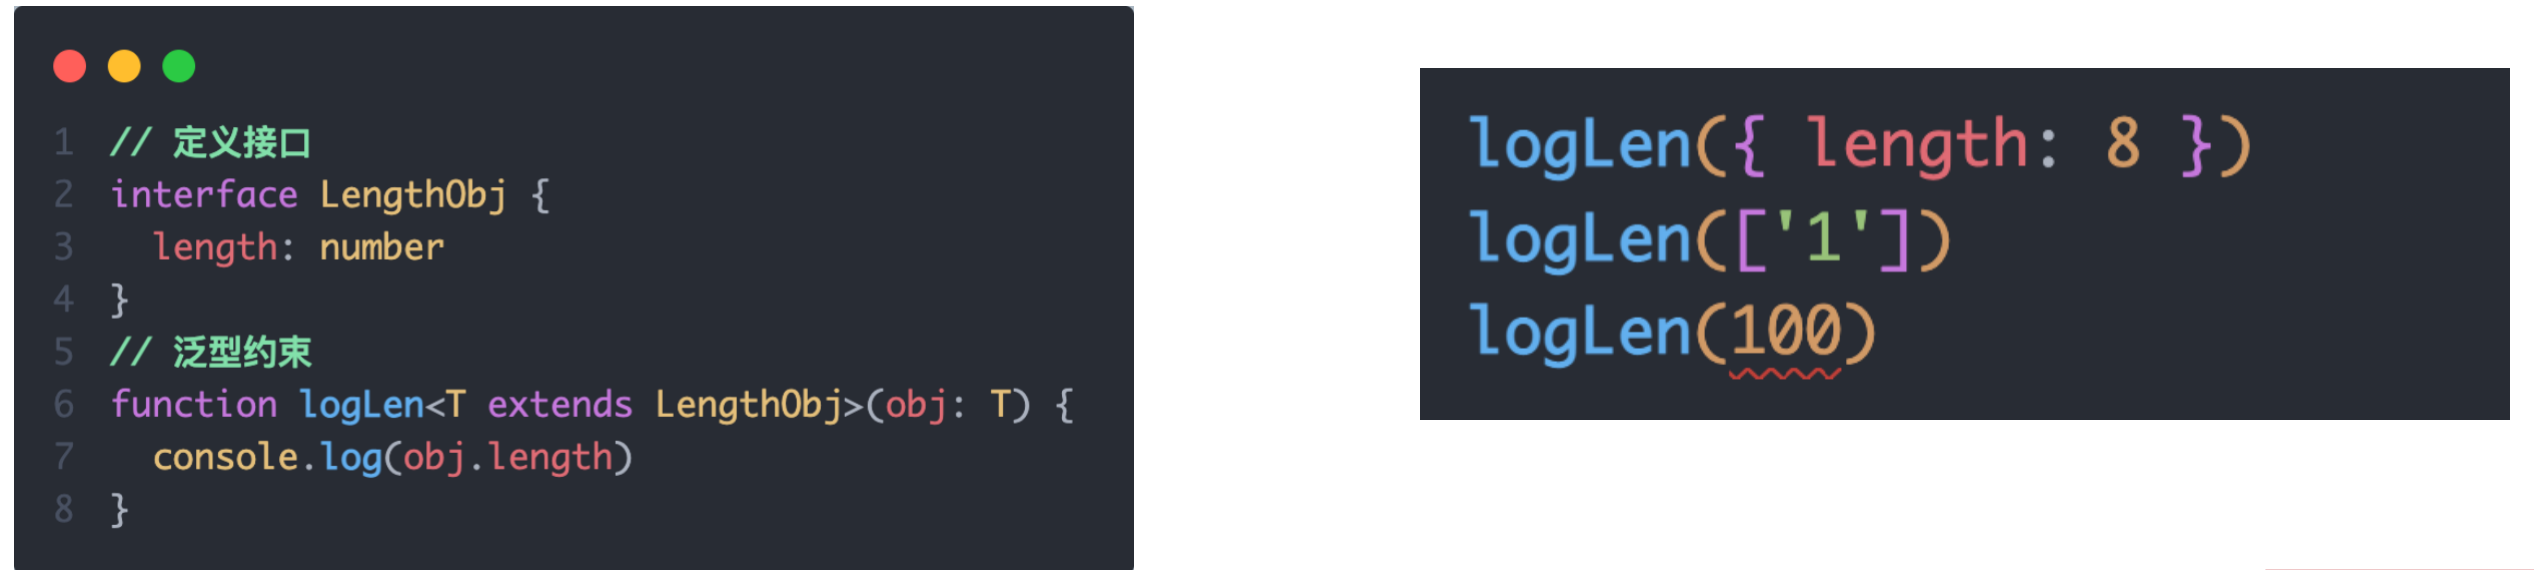 1 // 定义接口
2 interface LengthObj {
3   length: number
4 }
5 // 泛型约束
6 function logLen<T extends LengthObj>(obj: T) {
7   console.log(obj.length)
8 }
logLen({ length: 8 })
logLen(['1'])
logLen(100)